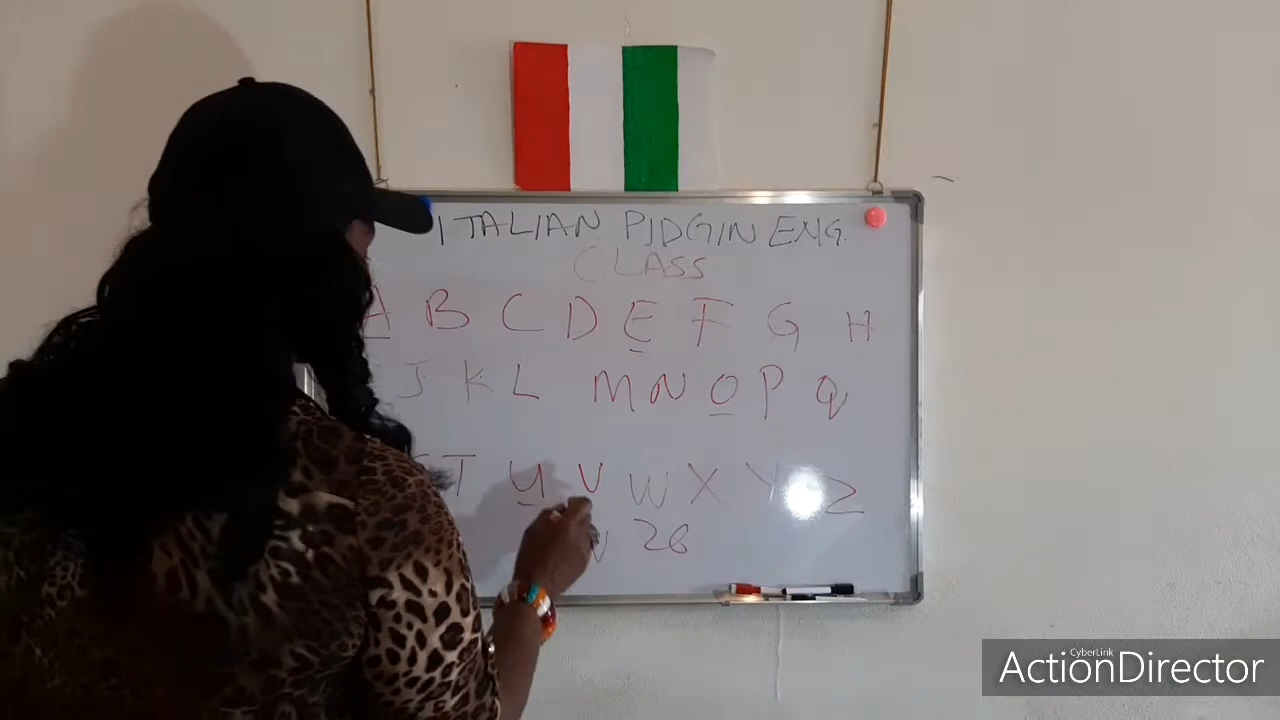 ITALIAN PIDGIN ENG.
CLASS
A B C D E F G H
J K L M N O P Q
T U V W X Y Z
26
CyberLink
ActionDirector